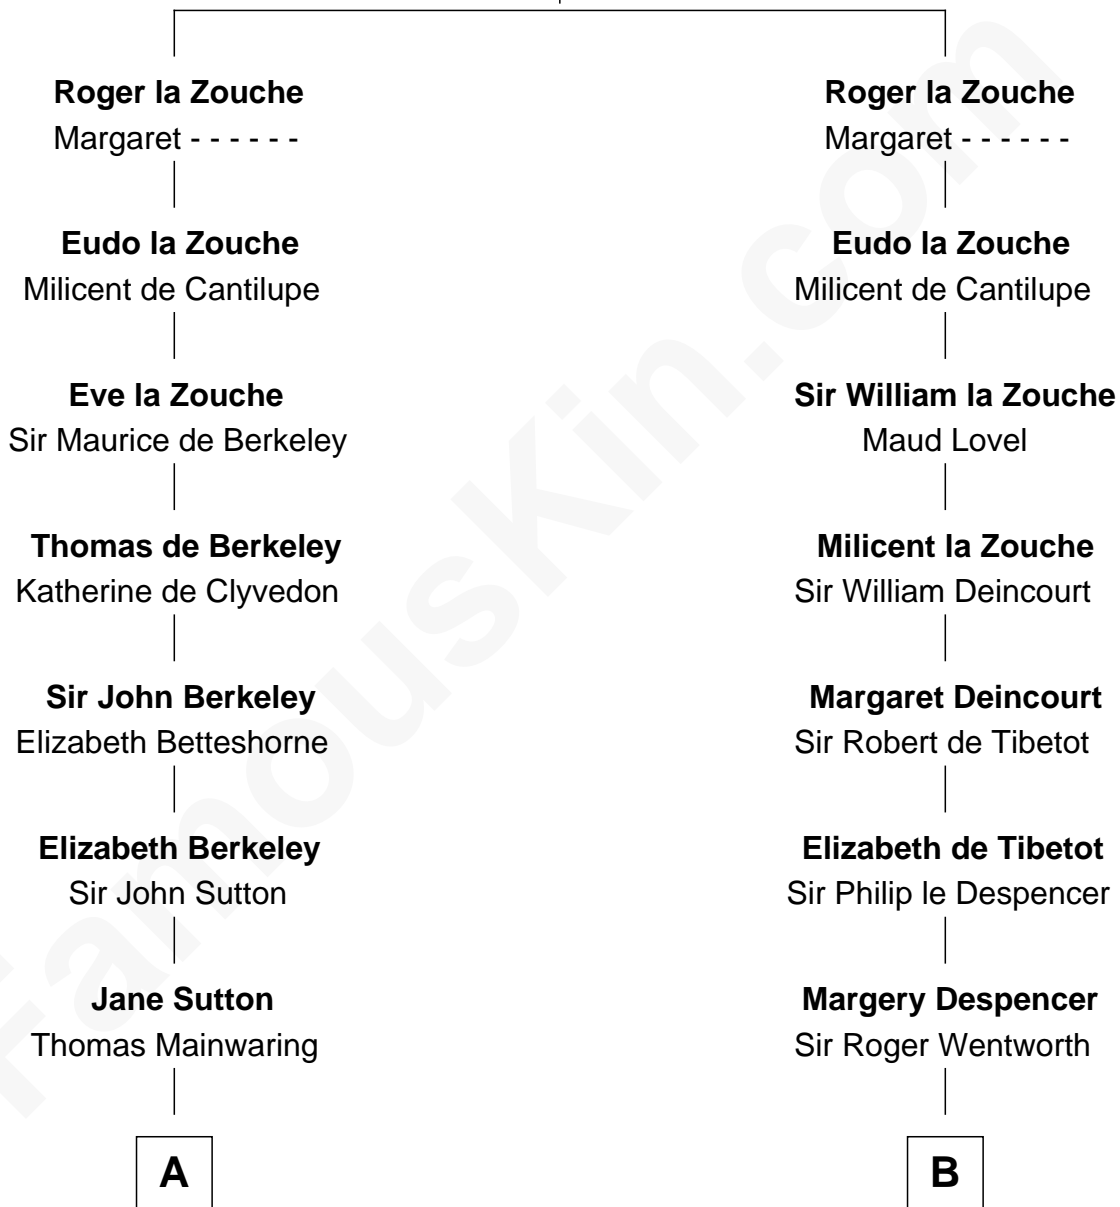 Roger la Zouche
Margaret - - - - - -
Eudo la Zouche
Milicent de Cantilupe
Eve la Zouche
Sir Maurice de Berkeley
Thomas de Berkeley
Katherine de Clyvedon
Sir John Berkeley
Elizabeth Betteshorne
Elizabeth Berkeley
Sir John Sutton
Jane Sutton
Thomas Mainwaring
A
Roger la Zouche
Margaret - - - - - -
Eudo la Zouche
Milicent de Cantilupe
Sir William la Zouche
Maud Lovel
Milicent la Zouche
Sir William Deincourt
Margaret Deincourt
Sir Robert de Tibetot
Elizabeth de Tibetot
Sir Philip le Despencer
Margery Despencer
Sir Roger Wentworth
B
FamousKin.com